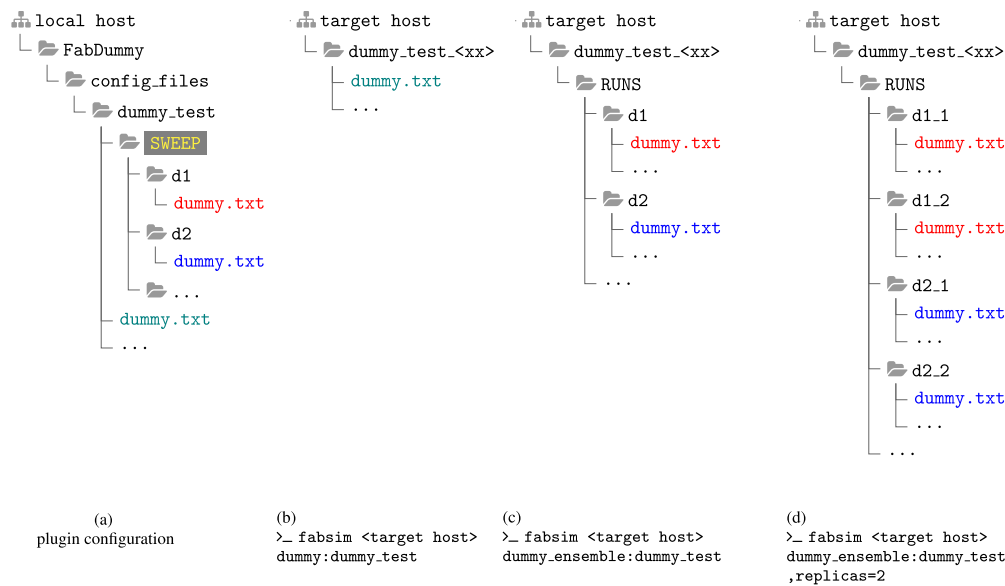 local host
FabDummy
config_files
dummy_test
SWEEP
d1
dummy.txt
d2
dummy.txt
...
dummy.txt
...
(a)
plugin configuration
target host
dummy_test_<xx>
dummy.txt
...
(b)
>_ fabsim <target host>
dummy:dummy_test
target host
dummy_test_<xx>
RUNS
d1
dummy.txt
...
d2
dummy.txt
...
...
(c)
>_ fabsim <target host>
dummy_ensemble:dummy_test
target host
dummy_test_<xx>
RUNS
d1_1
dummy.txt
...
d1_2
dummy.txt
...
d2_1
dummy.txt
...
d2_2
dummy.txt
...
...
(d)
>_ fabsim <target host>
dummy_ensemble:dummy_test
,replicas=2